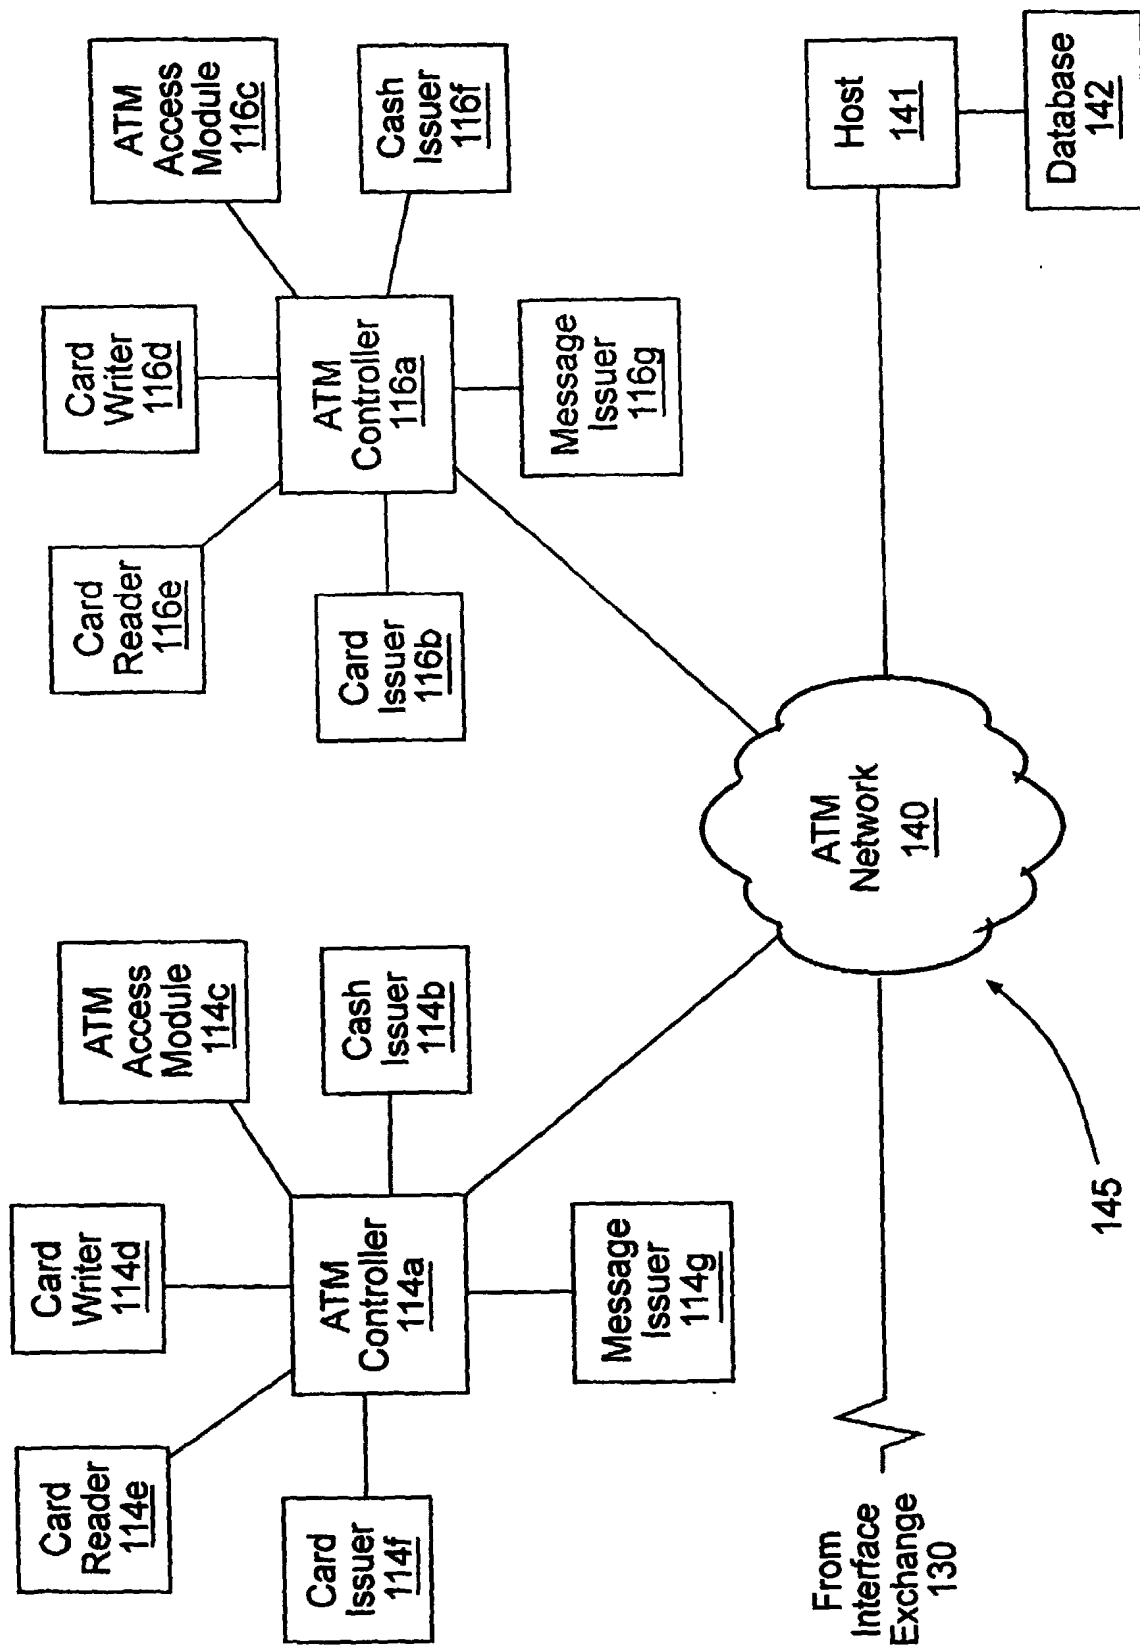 Card
Reader
114e
Card
Writer
114d
ATM
Access
Module
114c
Card
Issuer
114f
ATM
Controller
114a
Cash
Issuer
114b
Message
Issuer
114g
Card
Reader
116e
Card
Writer
116d
ATM
Access
Module
116c
Card
Issuer
116b
ATM
Controller
116a
Cash
Issuer
116f
Message
Issuer
116g
From
Interface
Exchange
130
ATM
Network
140
145
Host
141
Database
142